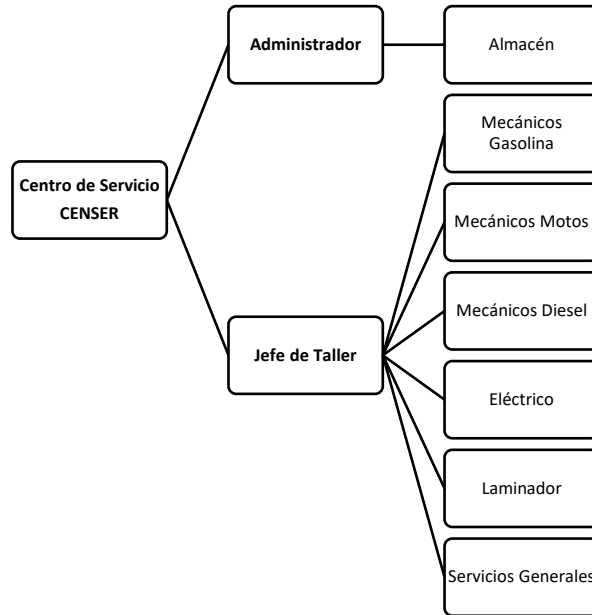 Administrador
Almacén
Mecánicos
Gasolina
Centro de Servicio
CENSER
Mecánicos Motos
Mecánicos Diesel
Jefe de Taller
Eléctrico
Laminador
Servicios Generales